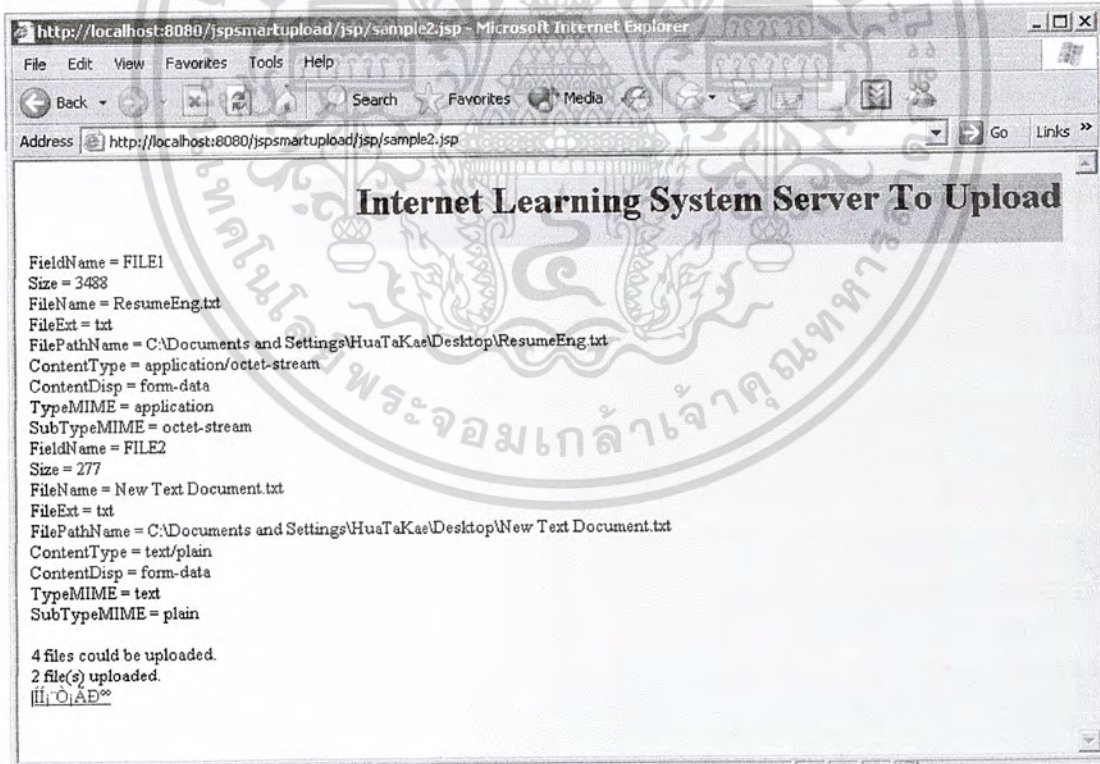 http://localhost:8080/jspsmartupload/jsp/sample2.jsp - Microsoft Internet Explorer
File Edit View Favorites Tools Help
Back Search Favorites Media
Address http://localhost:8080/jspsmartupload/jsp/sample2.jsp Go Links »
Internet Learning System Server To Upload
FieldName = FILE1
Size = 3488
FileName = ResumeEng.txt
FileExt = txt
FilePathName = C:\Documents and Settings\HuaTaKae\Desktop\ResumeEng.txt
ContentType = application/octet-stream
ContentDisp = form-data
TypeMIME = application
SubTypeMIME = octet-stream
FieldName = FILE2
Size = 277
FileName = New Text Document.txt
FileExt = txt
FilePathName = C:\Documents and Settings\HuaTaKae\Desktop\New Text Document.txt
ContentType = text/plain
ContentDisp = form-data
TypeMIME = text
SubTypeMIME = plain
4 files could be uploaded.
2 file(s) uploaded.